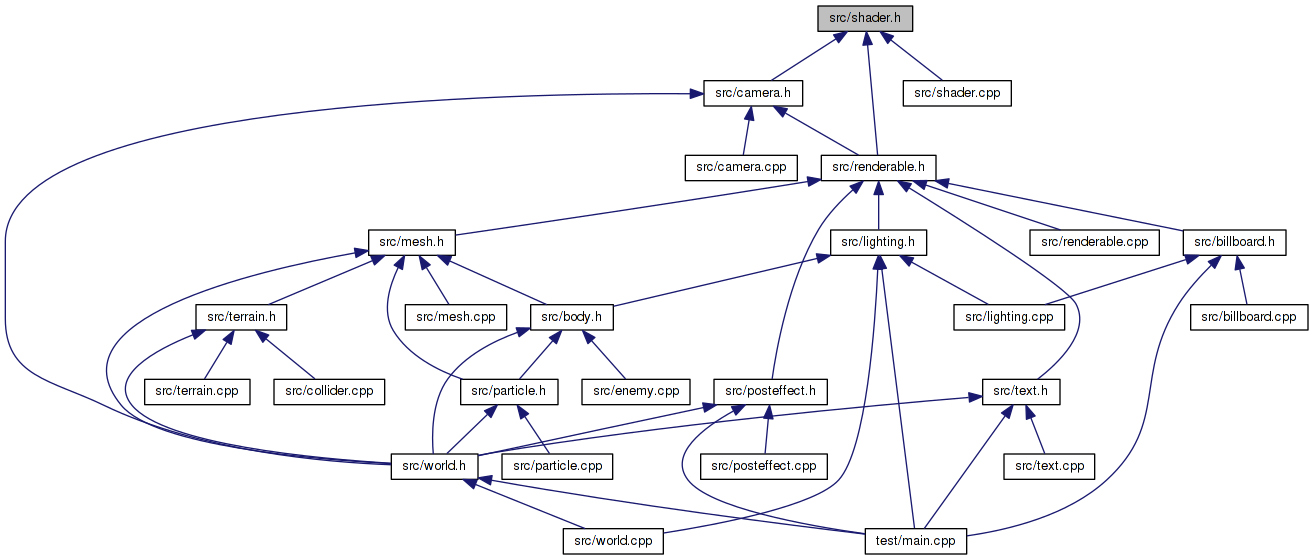 src/shader.h
src/camera.h
src/shader.cpp
src/camera.cpp
src/renderable.h
src/mesh.h
src/lighting.h
src/renderable.cpp
src/billboard.h
src/terrain.h
src/mesh.cpp
src/body.h
src/lighting.cpp
src/billboard.cpp
src/terrain.cpp
src/collider.cpp
src/particle.h
src/enemy.cpp
src/posteffect.h
src/text.h
src/world.h
src/particle.cpp
src/posteffect.cpp
src/text.cpp
src/world.cpp
test/main.cpp